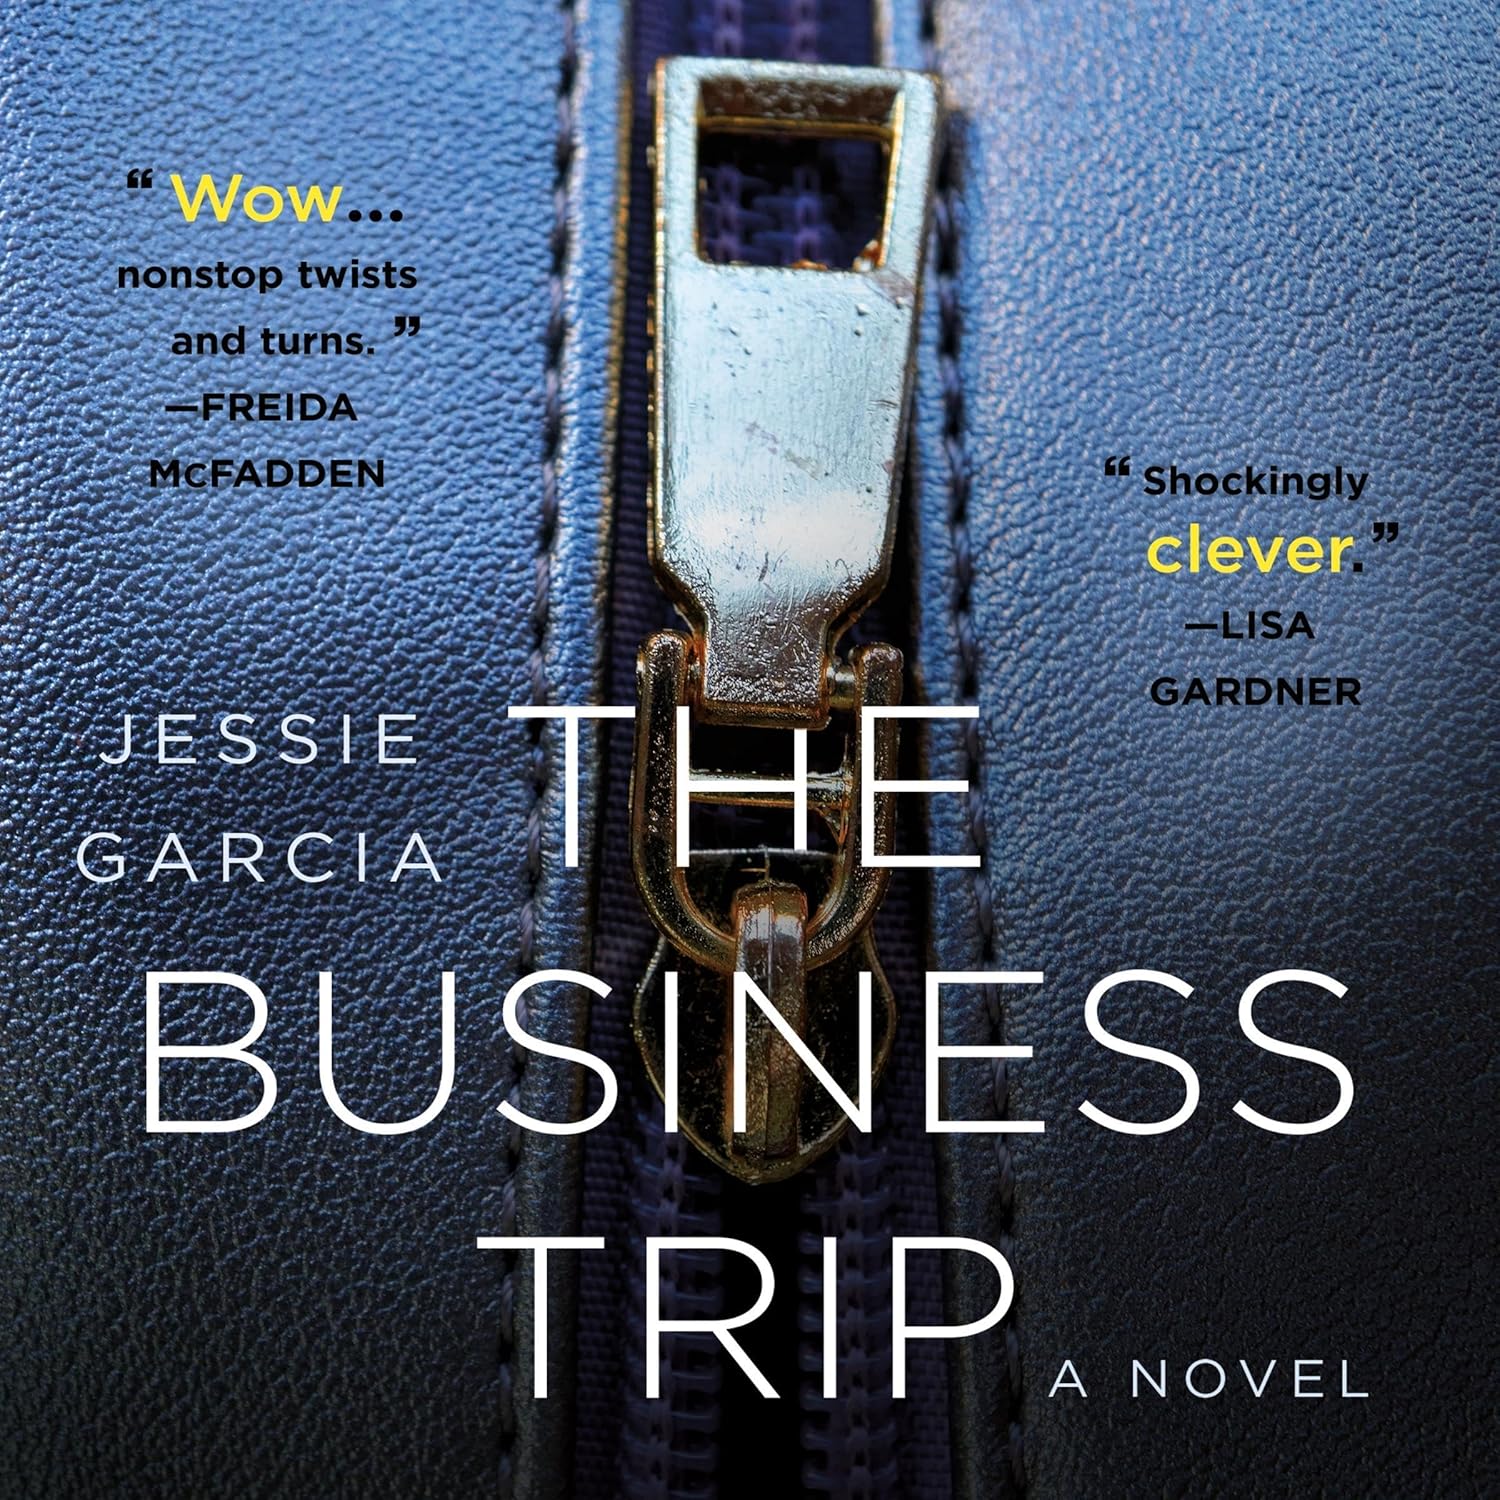 “Wow...
nonstop twists
and turns.”
—FREIDA
McFADDEN
“Shockingly
clever.”
—LISA
GARDNER
JESSIE
GARCIA
THE
BUSINESS
TRIP
A NOVEL